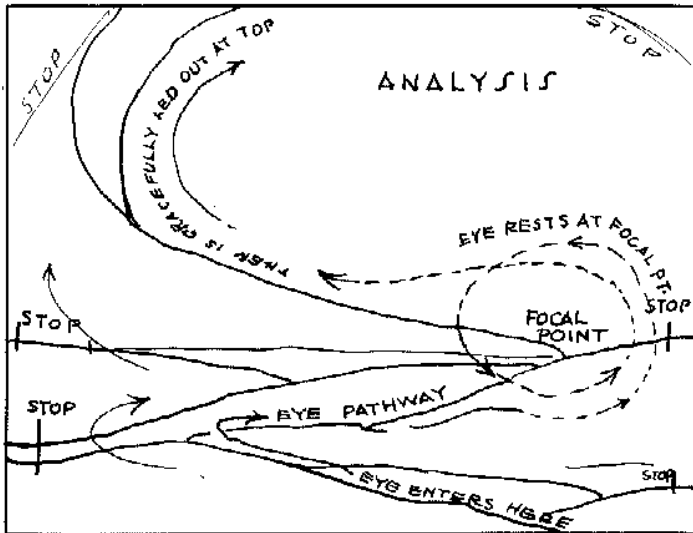 STOP
STOP
ANALYSIS
THEN IS GRACEFULLY LED OUT AT TOP
EYE RESTS AT FOCAL PT.
STOP
STOP
FOCAL
POINT
STOP
EYE PATHWAY
EYE ENTERS HERE
STOP